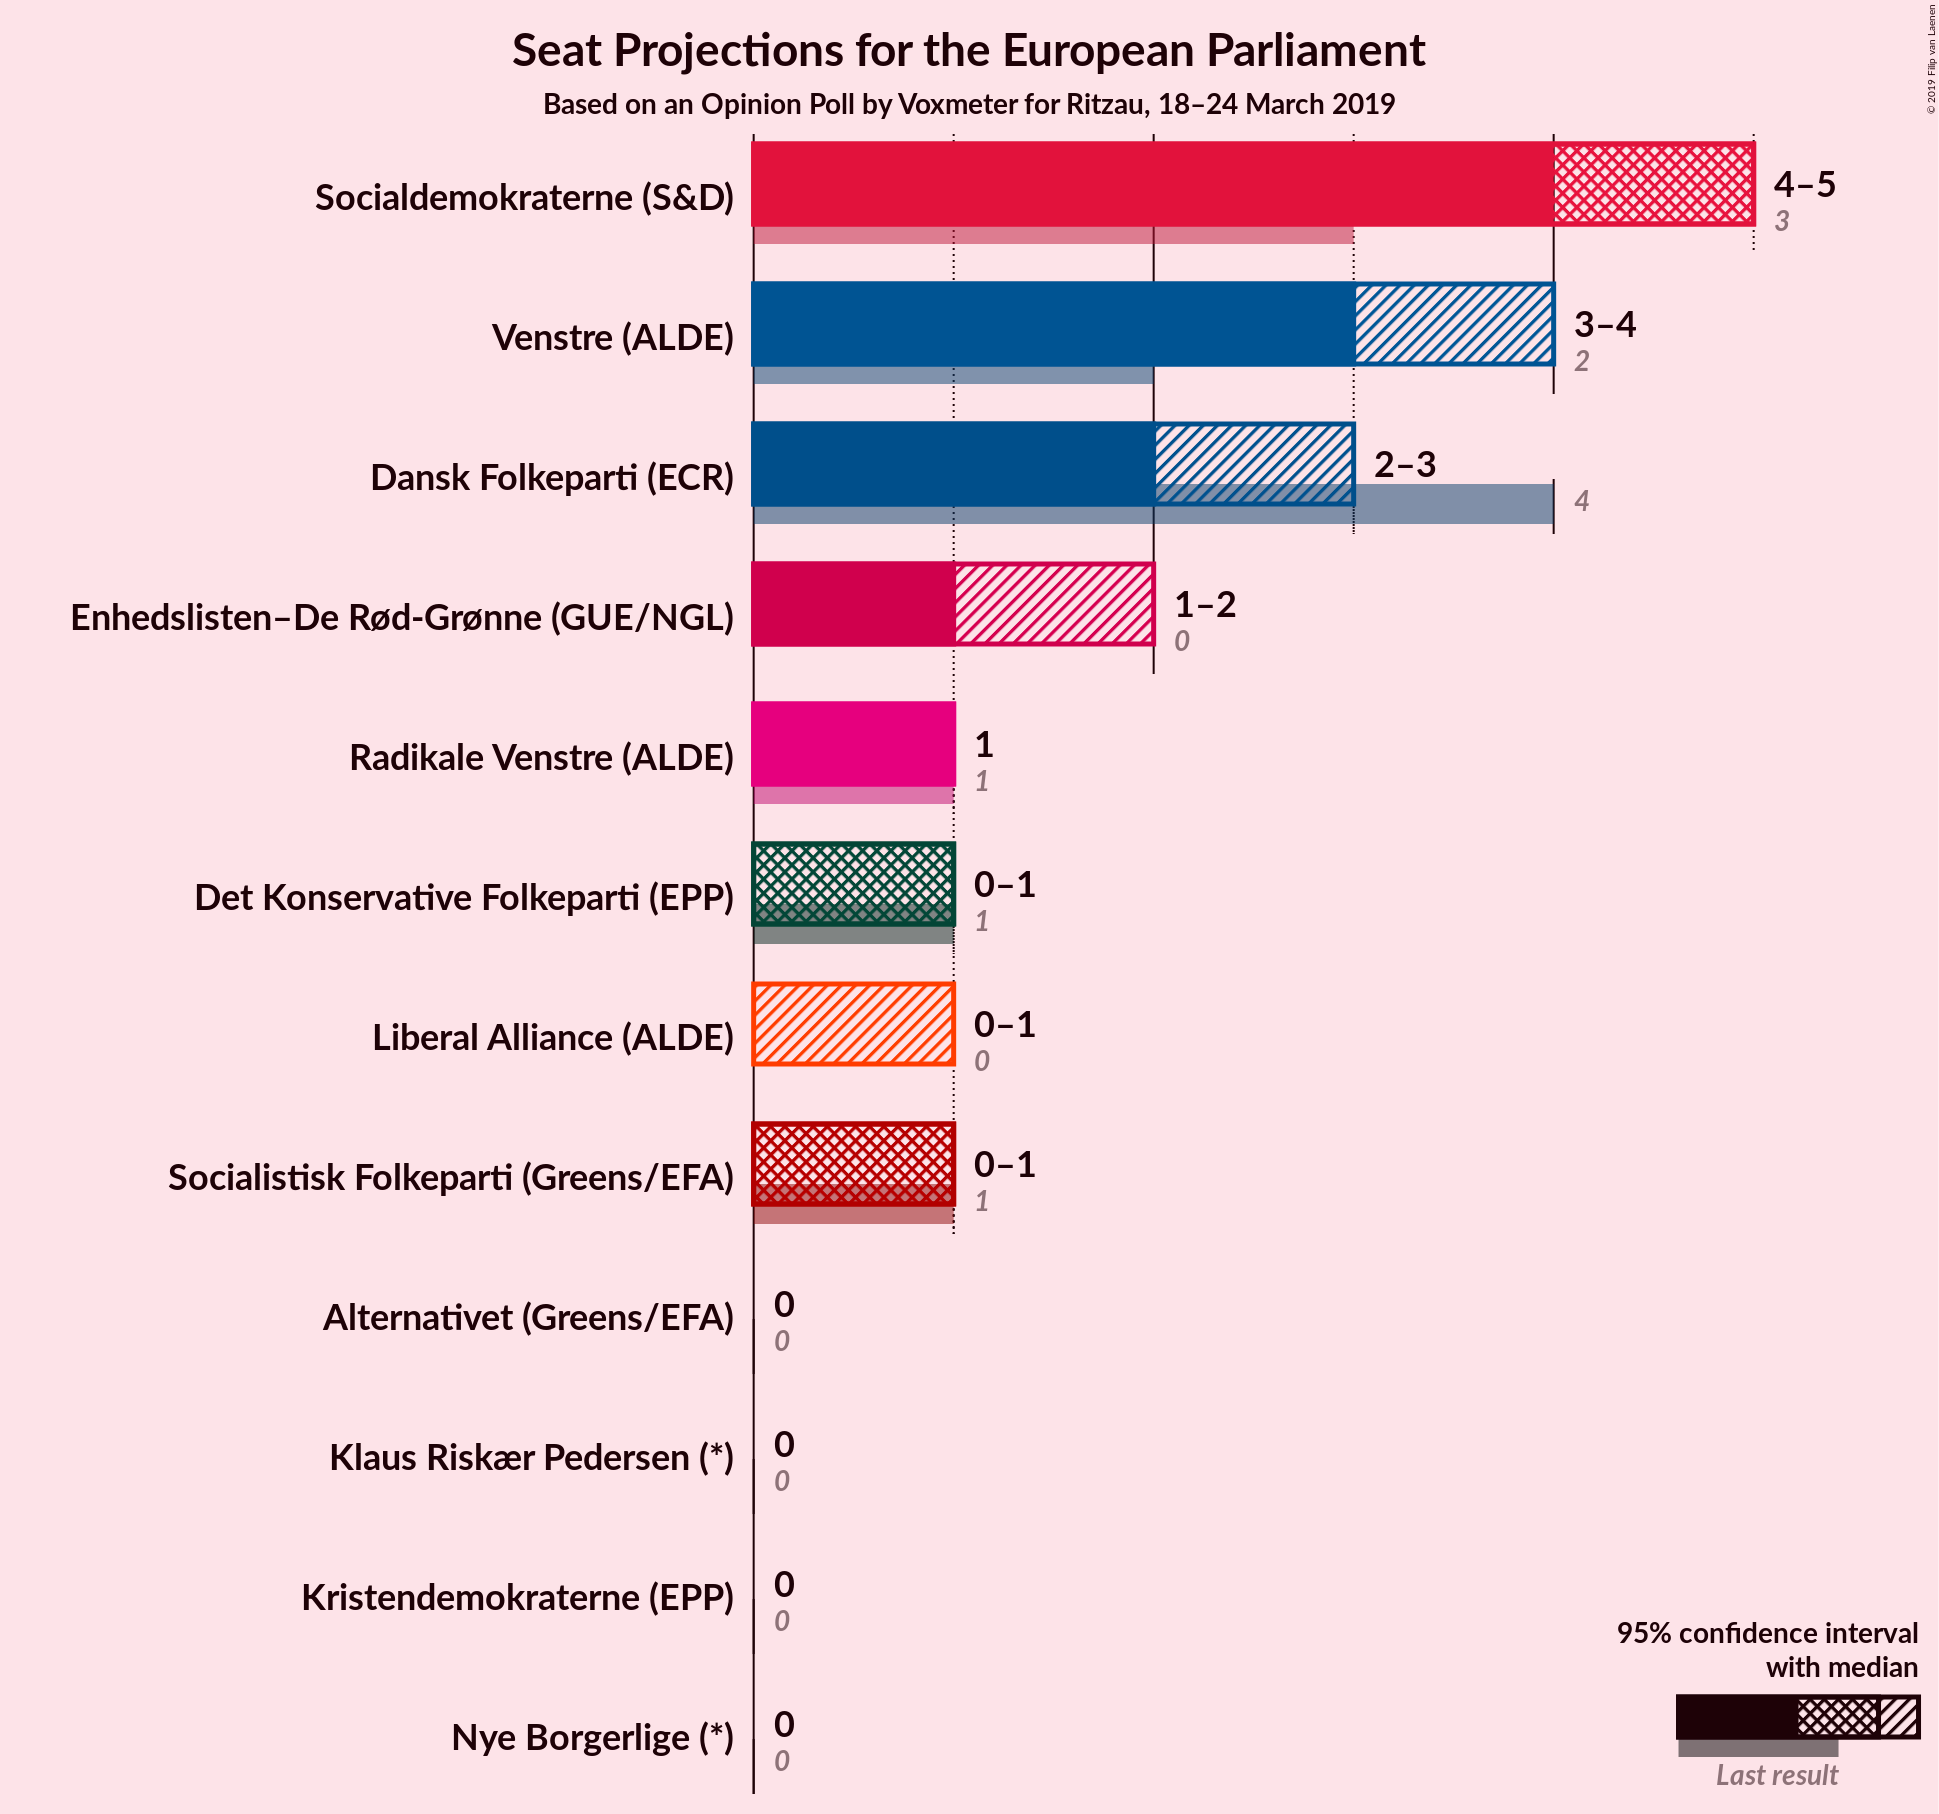 Seat Projections for the European Parliament
Based on an Opinion Poll by Voxmeter for Ritzau, 18–24 March 2019
© 2019 Filip van Laenen
Socialdemokraterne (S&D)
4–5
3
Venstre (ALDE)
3–4
2
Dansk Folkeparti (ECR)
2–3
4
Enhedslisten–De Rød-Grønne (GUE/NGL)
1–2
0
Radikale Venstre (ALDE)
1
1
Det Konservative Folkeparti (EPP)
0–1
1
Liberal Alliance (ALDE)
0–1
0
Socialistisk Folkeparti (Greens/EFA)
0–1
1
Alternativet (Greens/EFA)
0
0
Klaus Riskær Pedersen (*)
0
0
Kristendemokraterne (EPP)
0
0
Nye Borgerlige (*)
0
0
95% confidence interval
with median
Last result